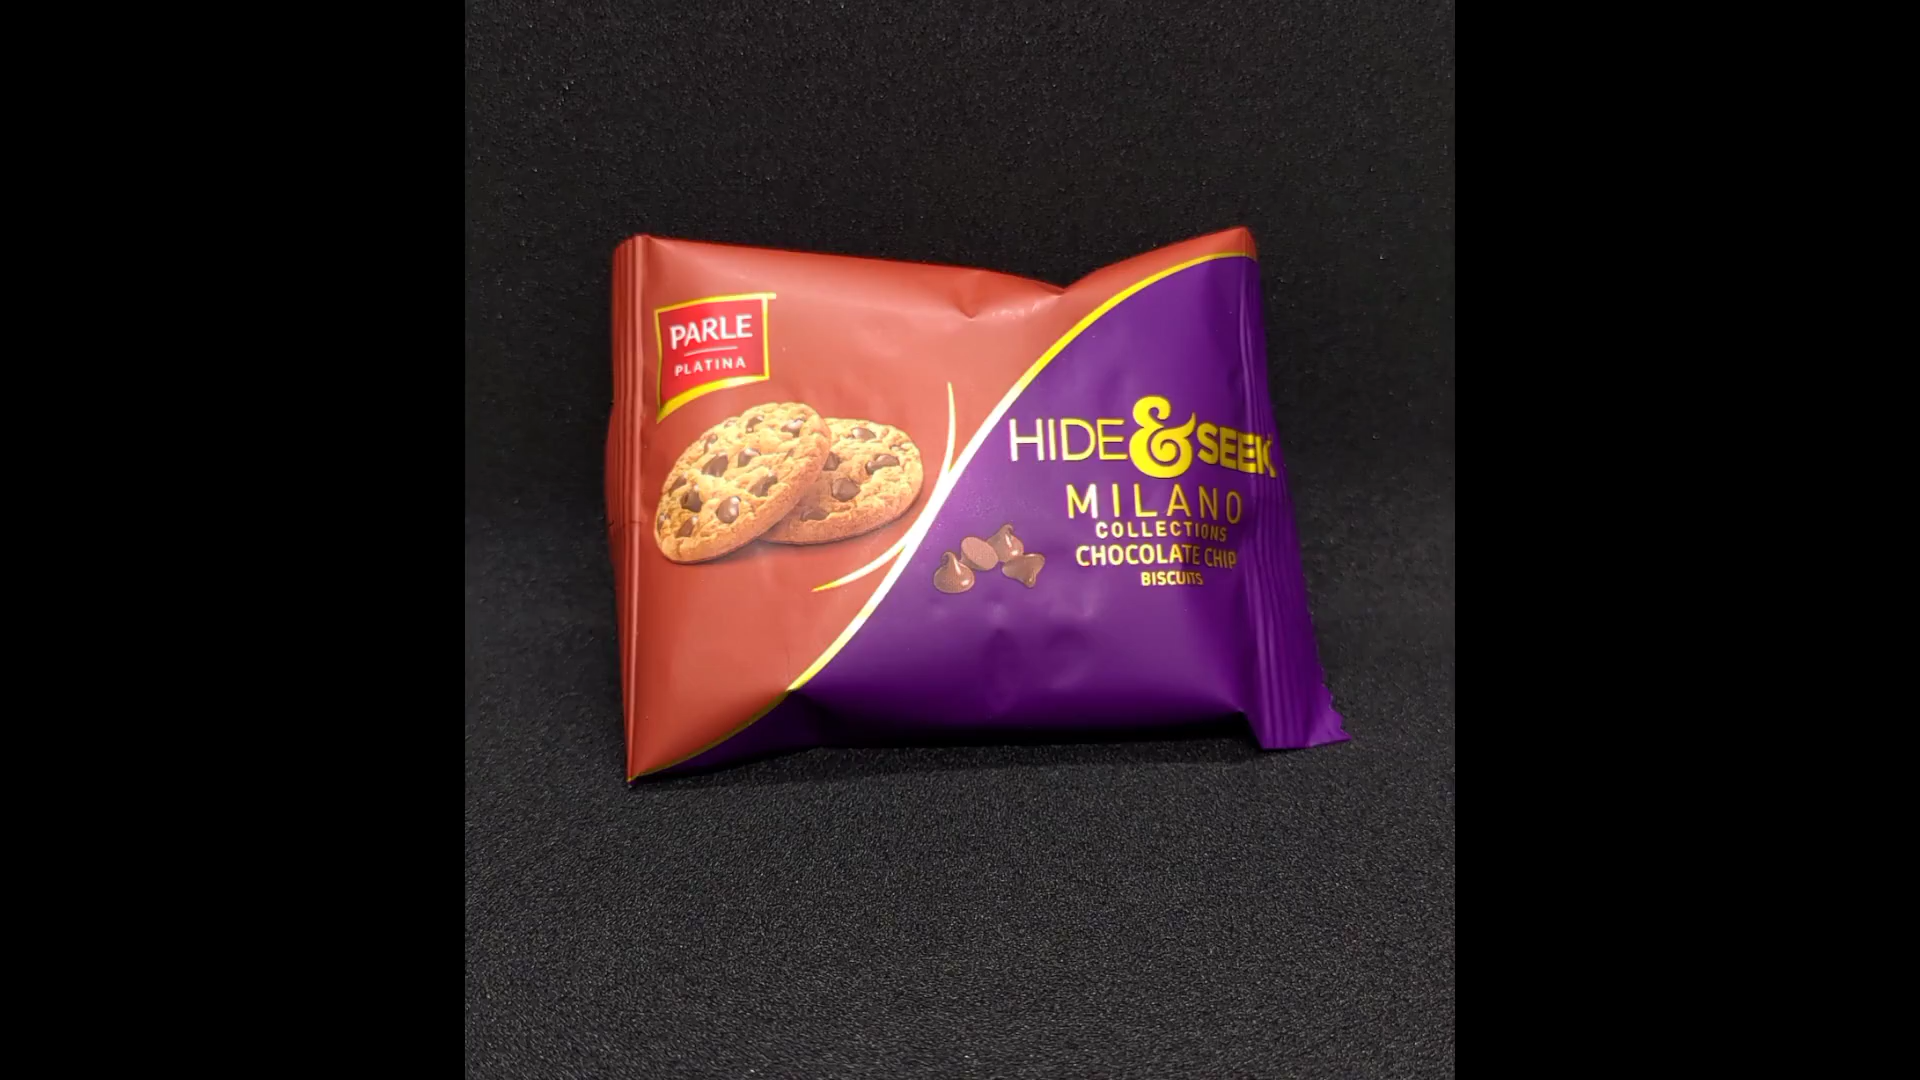 PARLE
PLATINA
HIDE & SEEK
MILANO
COLLECTIONS
CHOCOLATE CHIP
BISCUITS